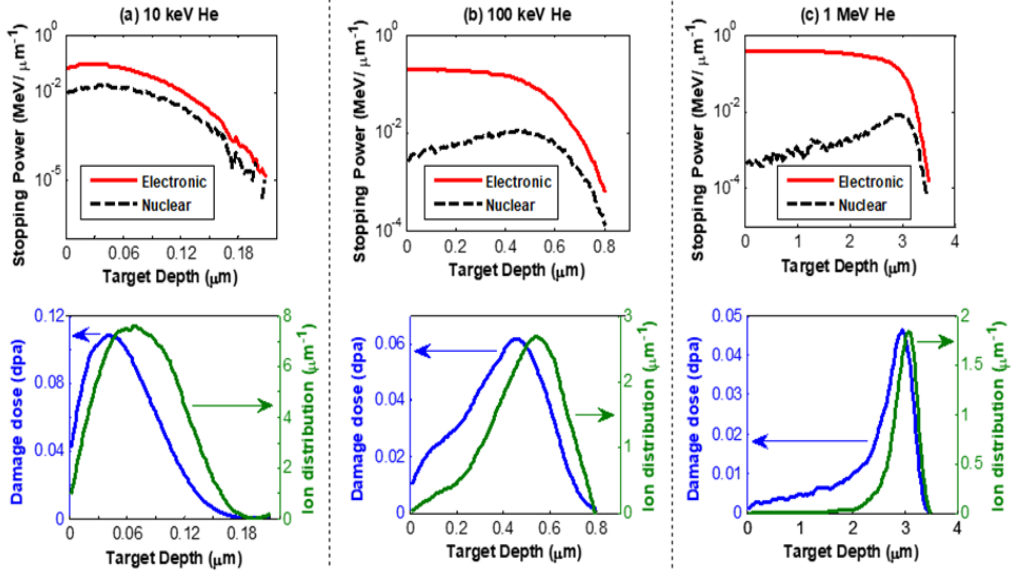 (a) 10 keV He
Stopping Power (MeV/ μm⁻¹)
10⁰
10⁻²
10⁻⁵
Electronic
Nuclear
0
0.06
0.12
0.18
Target Depth (μm)
(b) 100 keV He
Stopping Power (MeV/ μm⁻¹)
10⁰
10⁻²
10⁻⁴
Electronic
Nuclear
0
0.2
0.4
0.6
0.8
Target Depth (μm)
(c) 1 MeV He
Stopping Power (MeV/ μm⁻¹)
10⁰
10⁻²
10⁻⁴
Electronic
Nuclear
0
1
2
3
4
Target Depth (μm)
Damage dose (dpa)
0.12
0.08
0.04
0
8
6
4
2
0
Ion distribution (μm⁻¹)
0
0.06
0.12
0.18
Target Depth (μm)
Damage dose (dpa)
0.06
0.04
0.02
0
3
2
1
0
Ion distribution (μm⁻¹)
0.0
0.2
0.4
0.6
0.8
1.0
Target Depth (μm)
Damage dose (dpa)
0.05
0.04
0.03
0.02
0.01
0
2
1.5
1
0.5
0
Ion distribution (μm⁻¹)
0
1
2
3
4
Target Depth (μm)